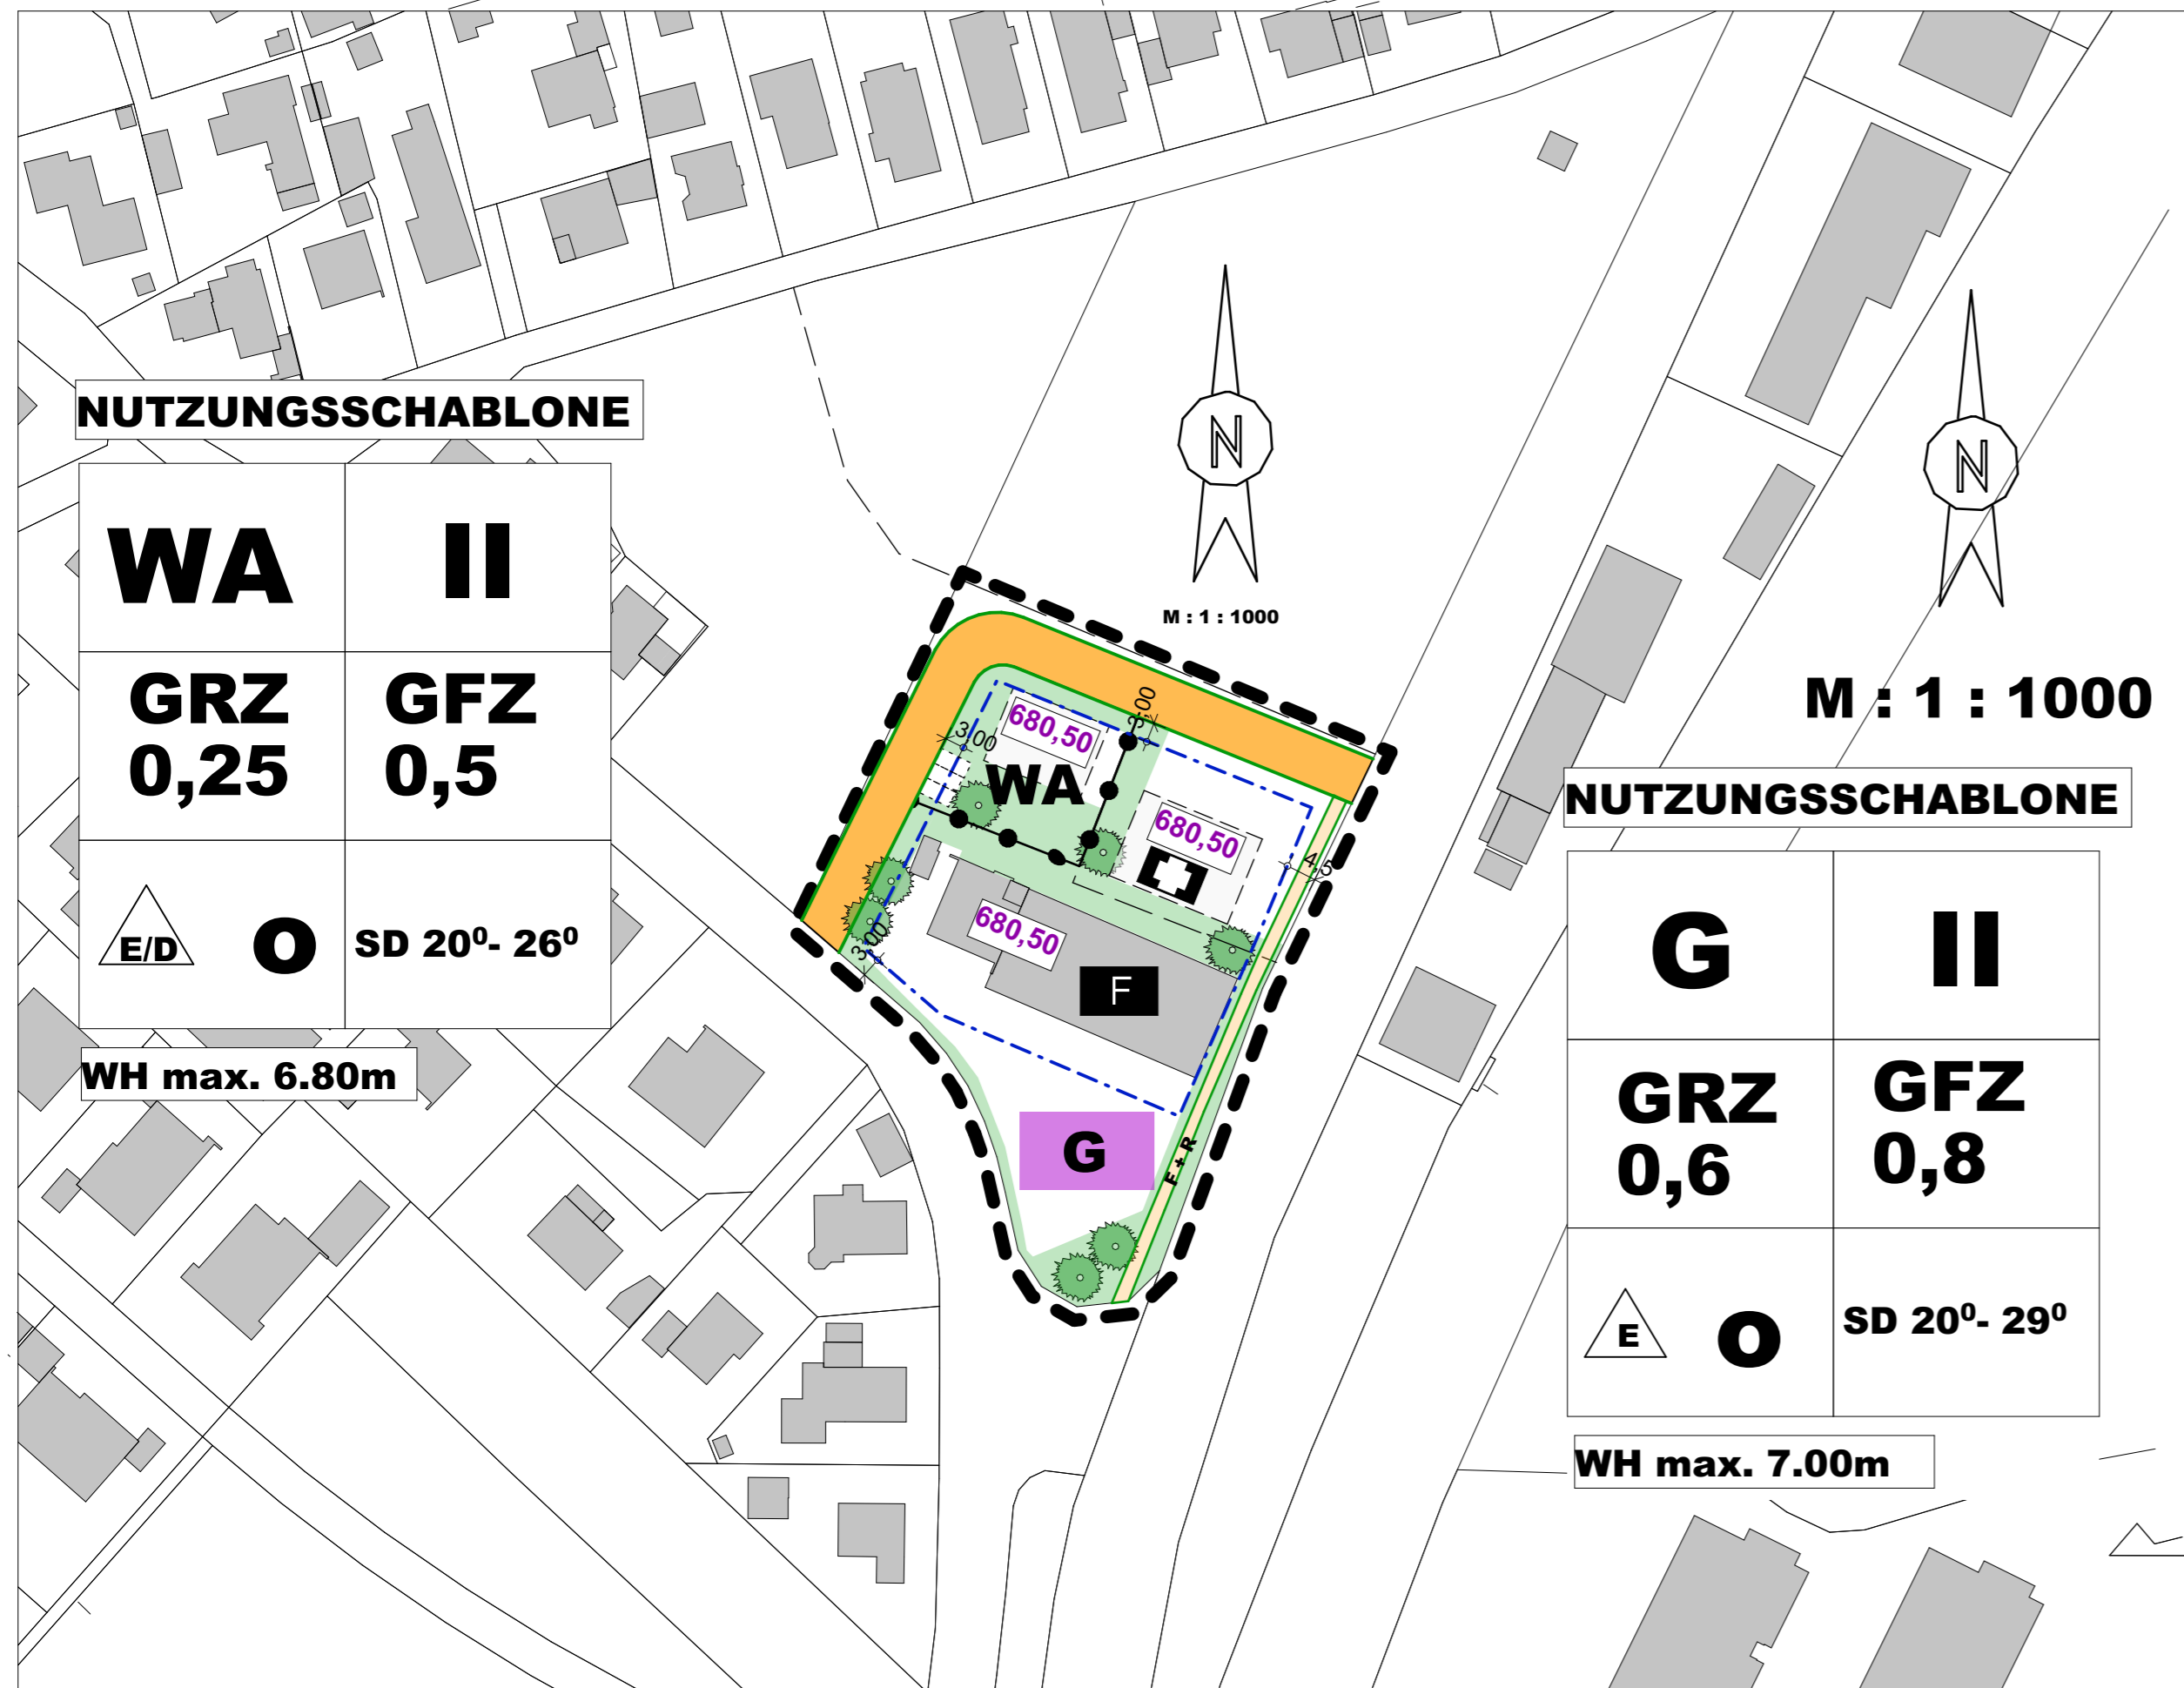 N
N
M : 1 : 1000
M : 1 : 1000
NUTZUNGSSCHABLONE
WA
II
GRZ
0,25
GFZ
0,5
E/D
O
SD 20⁰- 26⁰
WH max. 6.80m
680,50
3,00
3,00
WA
680,50
4,5
680,50
3,00
F
G
F + R
NUTZUNGSSCHABLONE
G
II
GRZ
0,6
GFZ
0,8
E
O
SD 20⁰- 29⁰
WH max. 7.00m